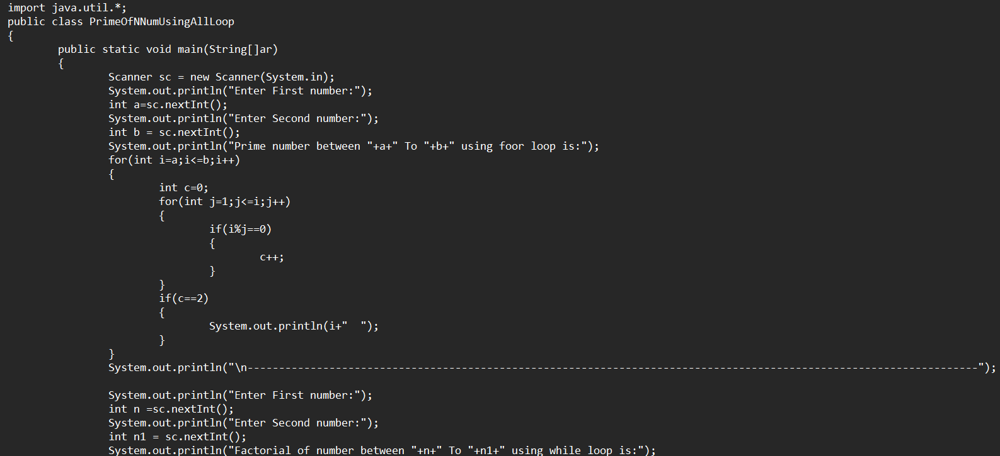 import java.util.*;
public class PrimeOfNNumUsingAllLoop
{
        public static void main(String[]ar)
        {
                Scanner sc = new Scanner(System.in);
                System.out.println("Enter First number:");
                int a=sc.nextInt();
                System.out.println("Enter Second number:");
                int b = sc.nextInt();
                System.out.println("Prime number between "+a+" To "+b+" using foor loop is:");
                for(int i=a;i<=b;i++)
                {
                        int c=0;
                        for(int j=1;j<=i;j++)
                        {
                                if(i%j==0)
                                {
                                        c++;
                                }
                        }
                        if(c==2)
                        {
                                System.out.println(i+"  ");
                        }
                }
                System.out.println("\n--------------------------------------------------------------------------------------------------------------------");

                System.out.println("Enter First number:");
                int n =sc.nextInt();
                System.out.println("Enter Second number:");
                int n1 = sc.nextInt();
                System.out.println("Factorial of number between "+n+" To "+n1+" using while loop is:");